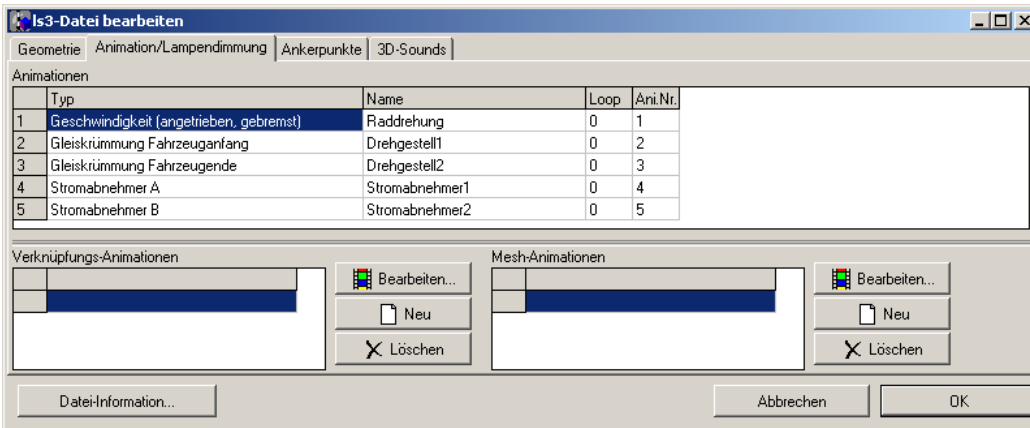 ls3-Datei bearbeiten
Geometrie Animation/Lampendimmung Ankerpunkte 3D-Sounds
Animationen
Typ Name Loop Ani.Nr.
1 Geschwindigkeit (angetrieben, gebremst) Raddrehung 0 1
2 Gleiskrümmung Fahrzeuganfang Drehgestell1 0 2
3 Gleiskrümmung Fahrzeugende Drehgestell2 0 3
4 Stromabnehmer A Stromabnehmer1 0 4
5 Stromabnehmer B Stromabnehmer2 0 5
Verknüpfungs-Animationen Mesh-Animationen
Bearbeiten... Bearbeiten...
Neu Neu
Löschen Löschen
Datei-Information... Abbrechen OK